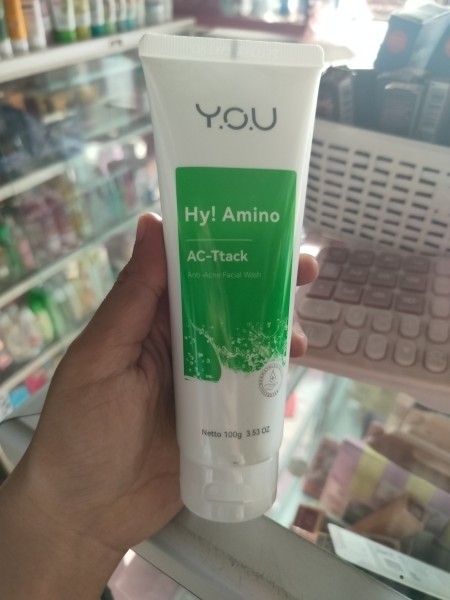 Y.O.U
Hy! Amino
AC-Ttack
Anti-Acne Facial Wash
Netto 100g 3.53 OZ.